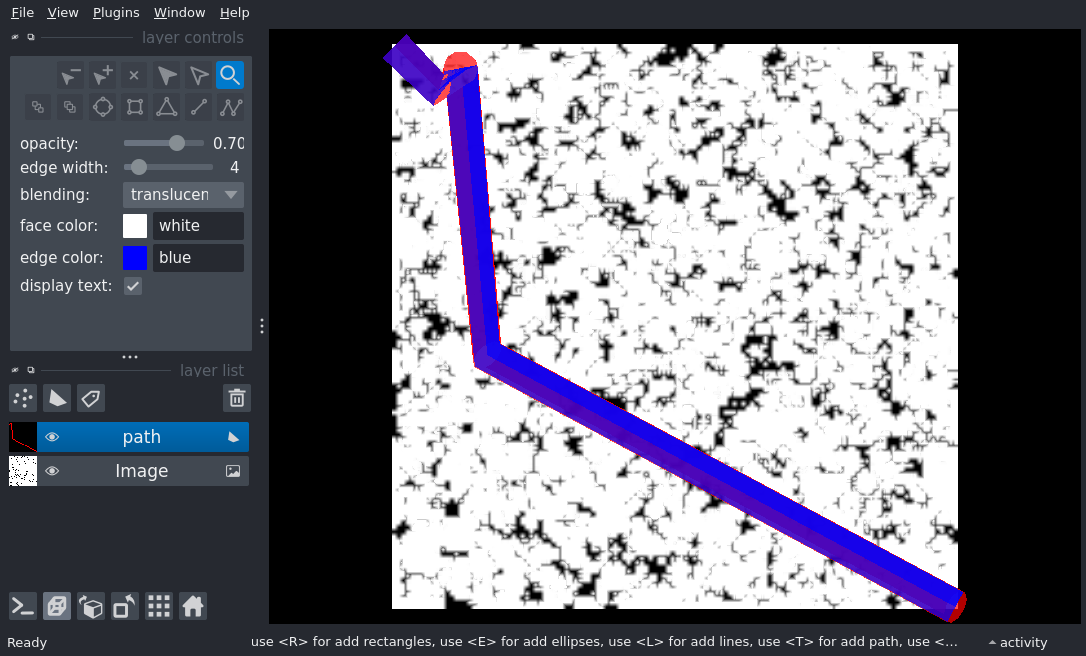 File View Plugins Window Help
layer controls
opacity: 0.70
edge width: 4
blending: translucen
face color: white
edge color: blue
display text:
layer list
path
Image
Ready use <R> for add rectangles, use <E> for add ellipses, use <L> for add lines, use <T> for add path, use <... activity